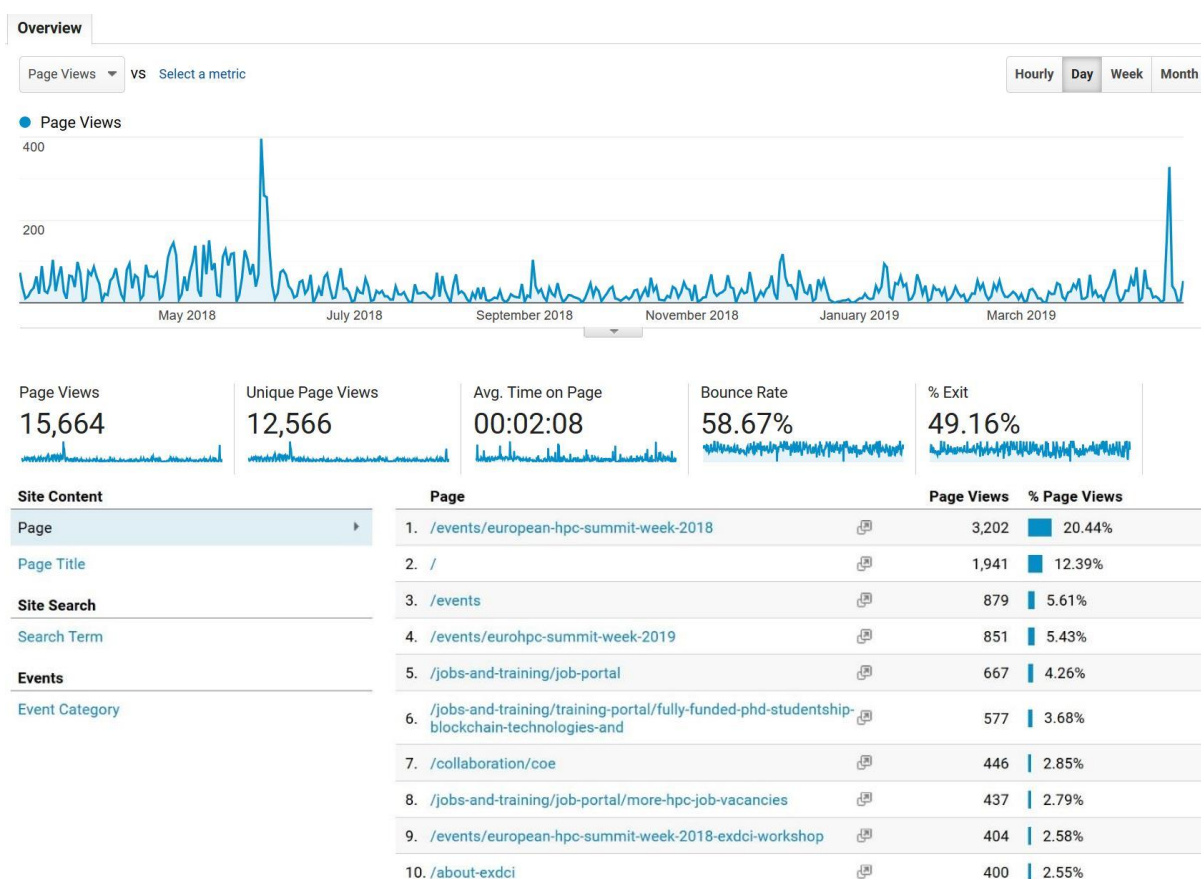 Overview
Page Views VS Select a metric
Hourly Day Week Month
Page Views
400
200
May 2018 July 2018 September 2018 November 2018 January 2019 March 2019
Page Views Unique Page Views Avg. Time on Page Bounce Rate % Exit
15,664 12,566 00:02:08 58.67% 49.16%
Site Content
Page
Page Title
Site Search
Search Term
Events
Event Category
Page Page Views % Page Views
1. /events/european-hpc-summit-week-2018 3,202 20.44%
2. / 1,941 12.39%
3. /events 879 5.61%
4. /events/eurohpc-summit-week-2019 851 5.43%
5. /jobs-and-training/job-portal 667 4.26%
6. /jobs-and-training/training-portal/fully-funded-phd-studentship-
blockchain-technologies-and 577 3.68%
7. /collaboration/coe 446 2.85%
8. /jobs-and-training/job-portal/more-hpc-job-vacancies 437 2.79%
9. /events/european-hpc-summit-week-2018-exdci-workshop 404 2.58%
10. /about-exdci 400 2.55%